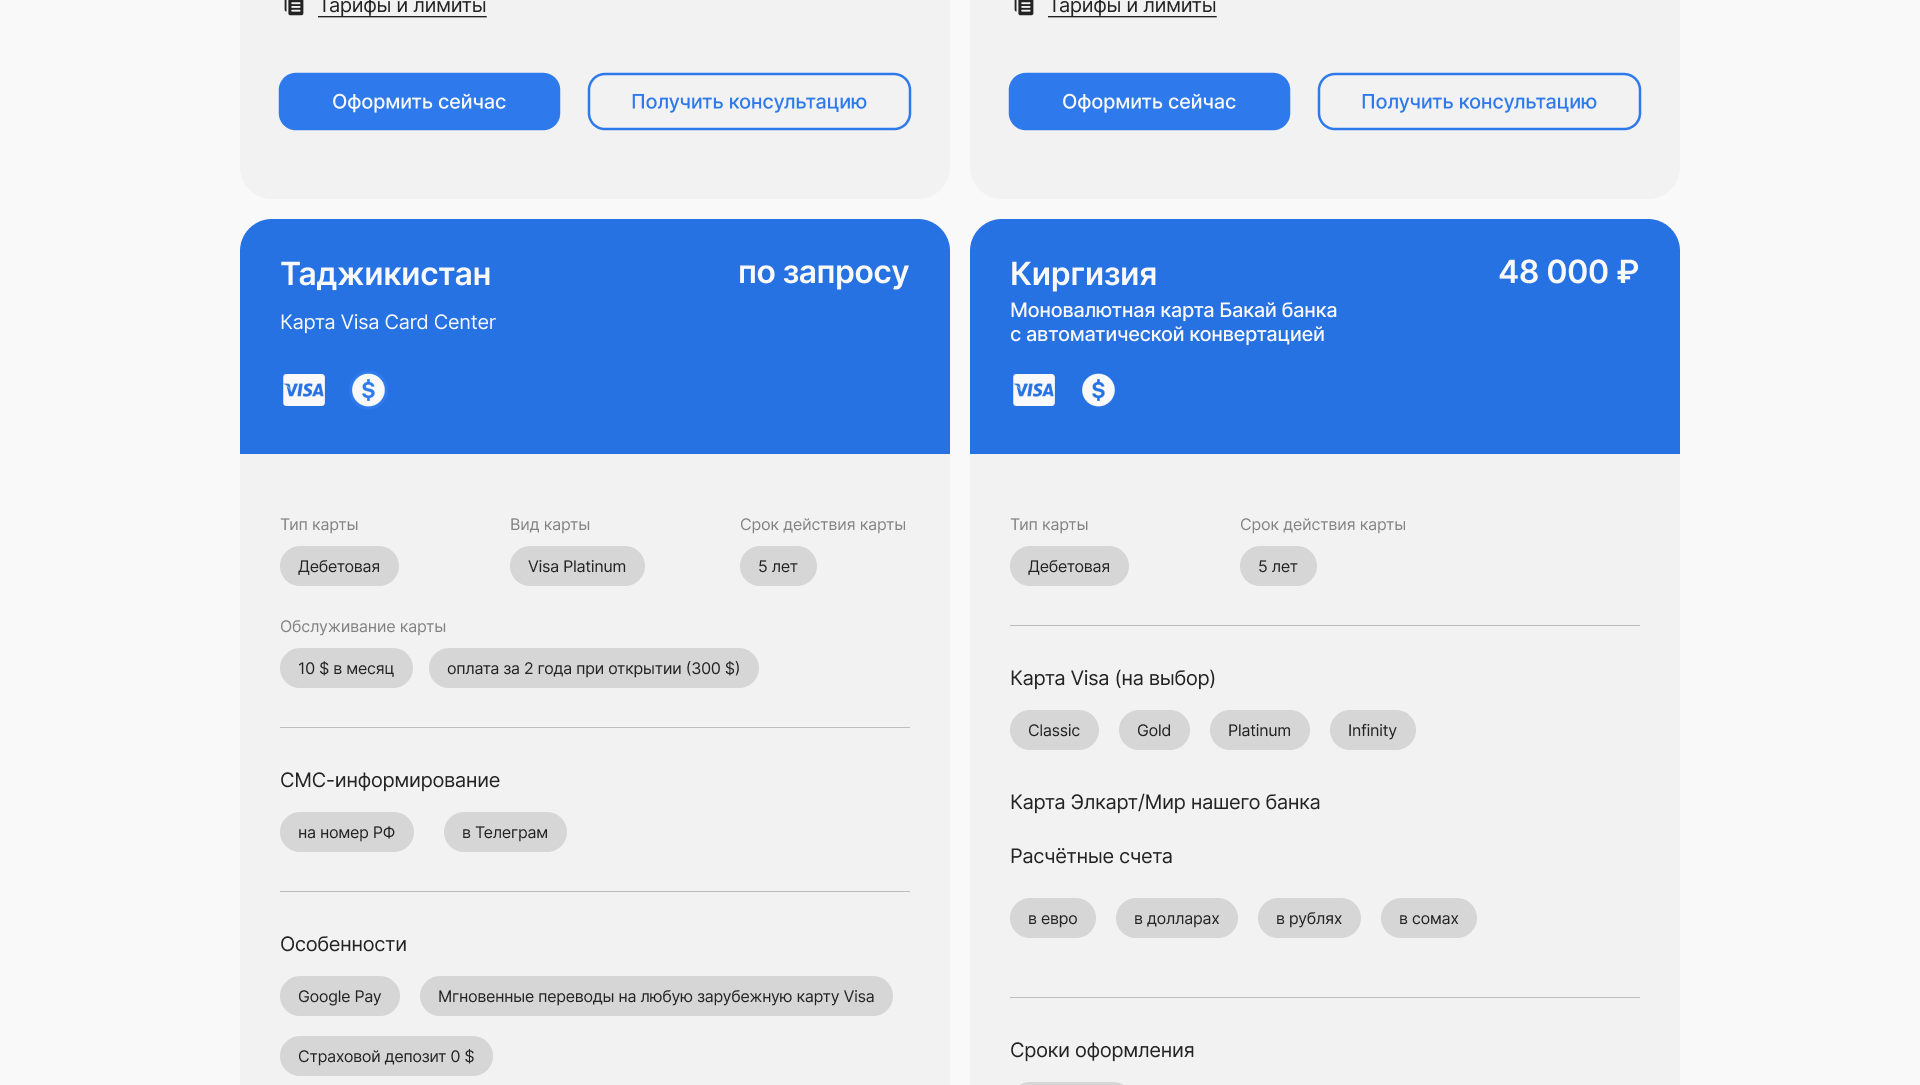 Тарифы и лимиты
Оформить сейчас
Получить консультацию
Тарифы и лимиты
Оформить сейчас
Получить консультацию
Таджикистан
по запросу
Карта Visa Card Center
VISA $
Тип карты
Вид карты
Срок действия карты
Дебетовая
Visa Platinum
5 лет
Обслуживание карты
10 $ в месяц
оплата за 2 года при открытии (300 $)
СМС-информирование
на номер РФ
в Телеграм
Особенности
Google Pay
Мгновенные переводы на любую зарубежную карту Visa
Страховой депозит 0 $
Киргизия
48 000 ₽
Моновалютная карта Бакай банка
с автоматической конвертацией
VISA $
Тип карты
Срок действия карты
Дебетовая
5 лет
Карта Visa (на выбор)
Classic
Gold
Platinum
Infinity
Карта Элкарт/Мир нашего банка
Расчётные счета
в евро
в долларах
в рублях
в сомах
Сроки оформления